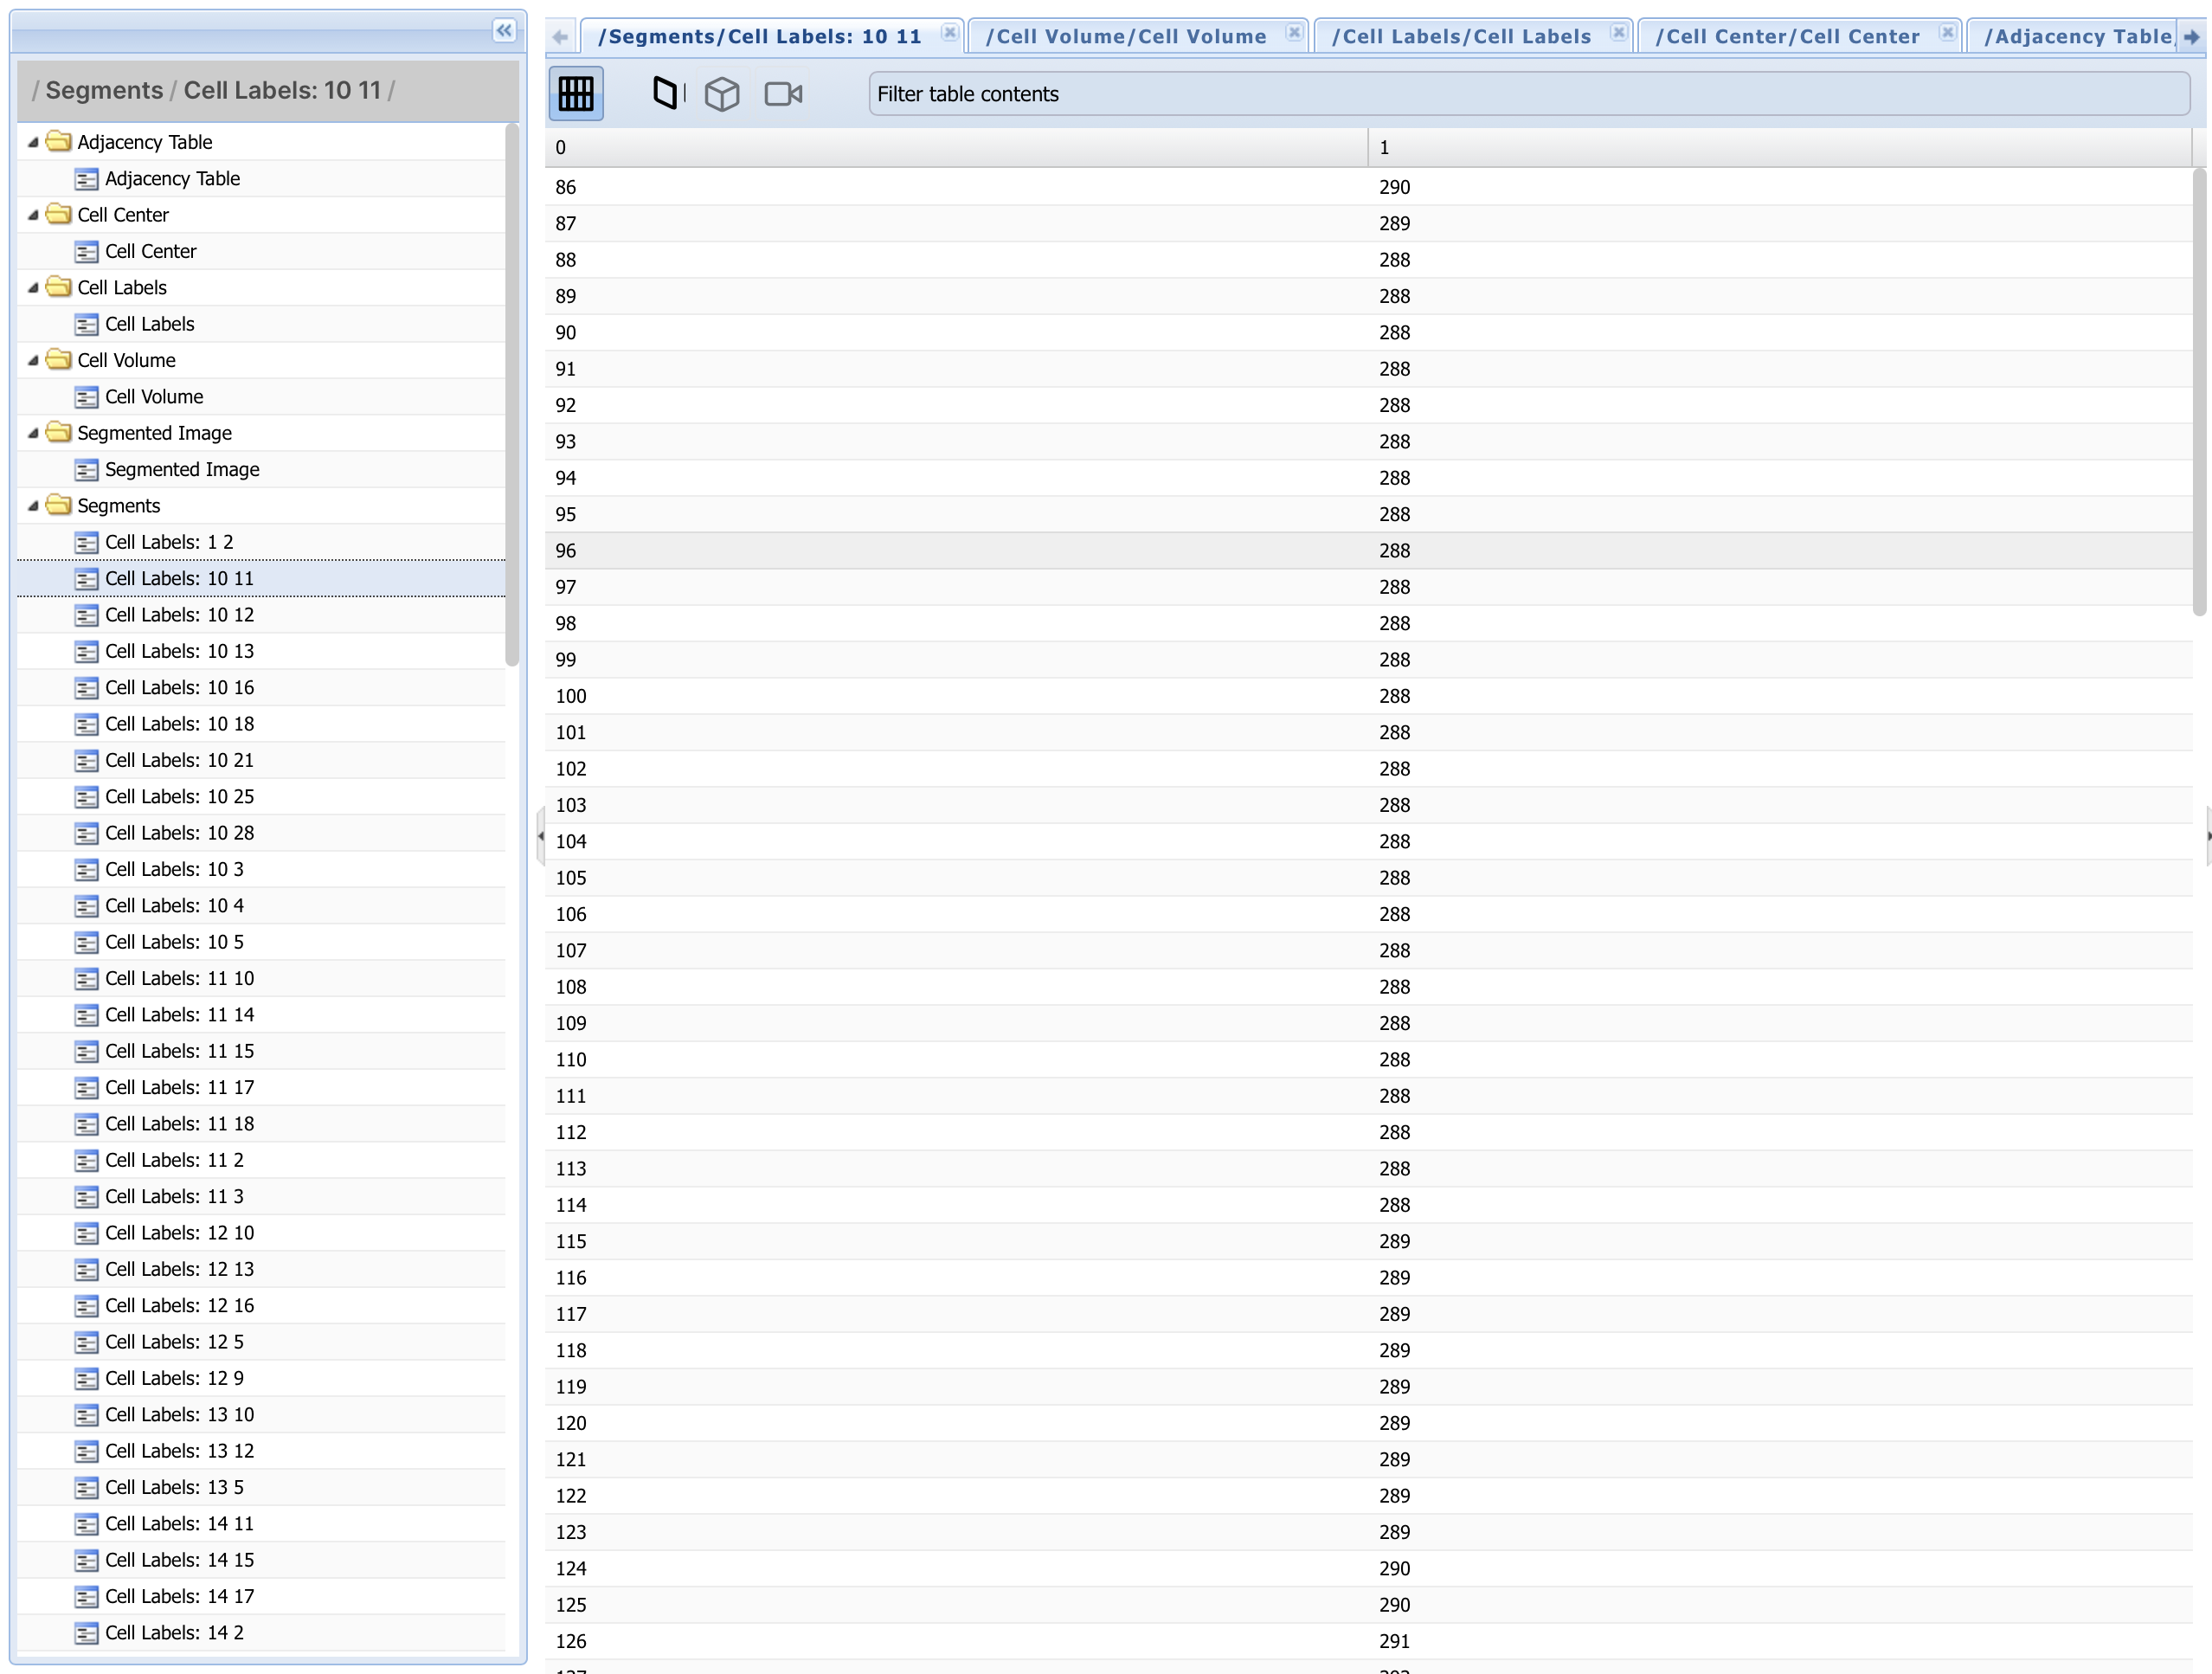 / Segments / Cell Labels: 10 11 /
Adjacency Table
Adjacency Table
Cell Center
Cell Center
Cell Labels
Cell Labels
Cell Volume
Cell Volume
Segmented Image
Segmented Image
Segments
Cell Labels: 1 2
Cell Labels: 10 11
Cell Labels: 10 12
Cell Labels: 10 13
Cell Labels: 10 16
Cell Labels: 10 18
Cell Labels: 10 21
Cell Labels: 10 25
Cell Labels: 10 28
Cell Labels: 10 3
Cell Labels: 10 4
Cell Labels: 10 5
Cell Labels: 11 10
Cell Labels: 11 14
Cell Labels: 11 15
Cell Labels: 11 17
Cell Labels: 11 18
Cell Labels: 11 2
Cell Labels: 11 3
Cell Labels: 12 10
Cell Labels: 12 13
Cell Labels: 12 16
Cell Labels: 12 5
Cell Labels: 12 9
Cell Labels: 13 10
Cell Labels: 13 12
Cell Labels: 13 5
Cell Labels: 14 11
Cell Labels: 14 15
Cell Labels: 14 17
Cell Labels: 14 2
/Segments/Cell Labels: 10 11 /Cell Volume/Cell Volume /Cell Labels/Cell Labels /Cell Center/Cell Center /Adjacency Table/
Filter table contents
0 1
86 290
87 289
88 288
89 288
90 288
91 288
92 288
93 288
94 288
95 288
96 288
97 288
98 288
99 288
100 288
101 288
102 288
103 288
104 288
105 288
106 288
107 288
108 288
109 288
110 288
111 288
112 288
113 288
114 288
115 289
116 289
117 289
118 289
119 289
120 289
121 289
122 289
123 289
124 290
125 290
126 291